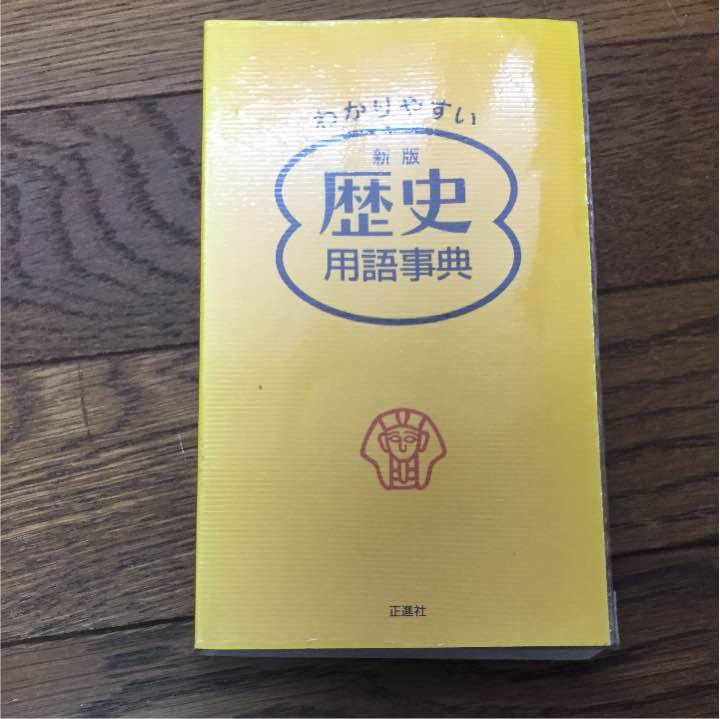 わかりやすい
新版
歴史
用語事典
正進社